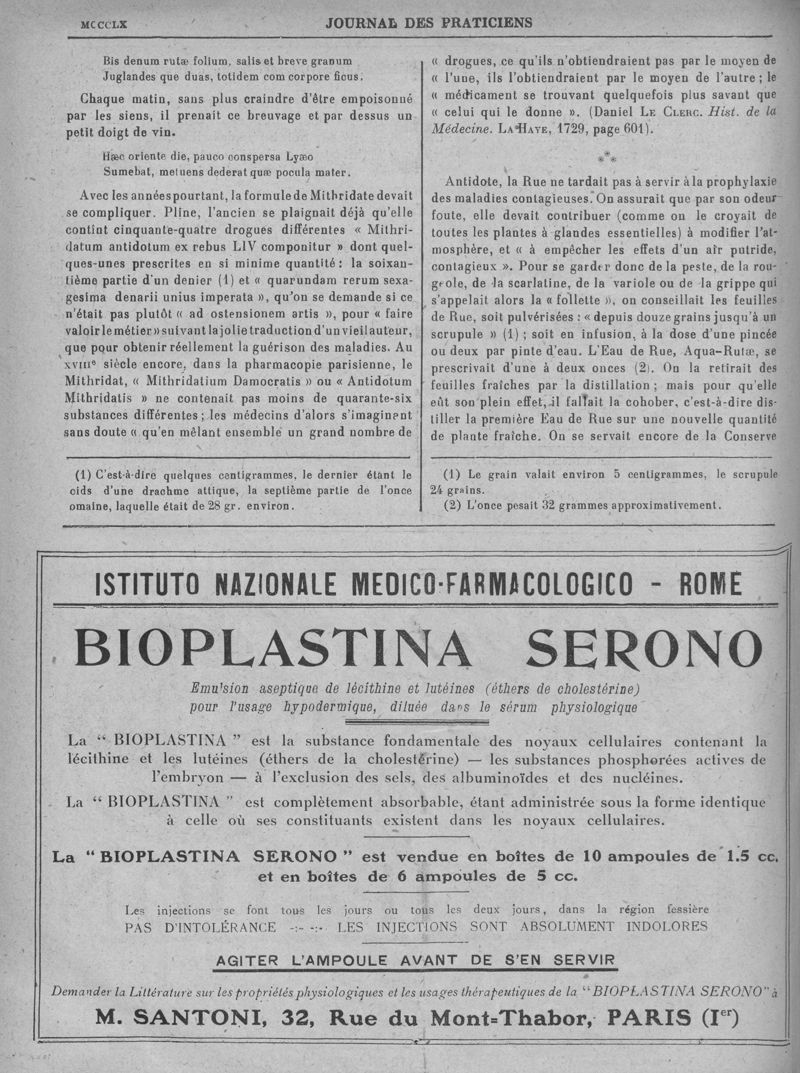 MCCCLX
JOURNAL DES PRATICIENS
Bis denum rutæ folium, salis et breve granum
Juglandes que duas, totidem com corpore ficus.
Chaque matin, sans plus craindre d'être empoisonné
par les siens, il prenait ce breuvage et par dessus un
petit doigt de vin.
Hæc oriente die, pauco conspersa Lyæo
Sumebat, metuens dederat quæ pocula mater.
Avec les années pourtant, la formule de Mithridate devait
se compliquer. Pline, l'ancien se plaignait déjà qu'elle
contint cinquante-quatre drogues différentes « Mithri-
datum antidotum ex rebus LIV componitur » dont quel-
ques-unes prescrites en si minime quantité : la soixan-
tième partie d'un denier (1) et « quarundam rerum sexa-
gesima denarii unius imperata », qu'on se demande si ce
n'était pas plutôt « ad ostensionem artis », pour « faire
valoir le métier » suivant la jolie traduction d'un vieil auteur,
que pour obtenir réellement la guérison des maladies. Au
XVIIIe siècle encore, dans la pharmacopie parisienne, le
Mithridat, « Mithridatium Damocratis » ou « Antidotum
Mithridatis » ne contenait pas moins de quarante-six
substances différentes ; les médecins d'alors s'imaginent
sans doute « qu'en mêlant ensemble un grand nombre de
(1) C'est-à-dire quelques centigrammes, le dernier étant le
oids d'une drachme attique, la septième partie de l'once
omaine, laquelle était de 28 gr. environ.
« drogues, ce qu'ils n'obtiendraient pas par le moyen de
« l'une, ils l'obtiendraient par le moyen de l'autre ; le
« médicament se trouvant quelquefois plus savant que
« celui qui le donne ». (Daniel LE CLERC. Hist. de la
Médecine. LA HAYE, 1729, page 601).
***
Antidote, la Rue ne tardait pas à servir à la prophylaxie
des maladies contagieuses. On assurait que par son odeur
foute, elle devait contribuer (comme on le croyait de
toutes les plantes à glandes essentielles) à modifier l'at-
mosphère, et « à empêcher les effets d'un aîr putride,
contagieux ». Pour se garder donc de la peste, de la rou-
geole, de la scarlatine, de la variole ou de la grippe qui
s'appelait alors la « follette », on conseillait les feuilles
de Rue, soit pulvérisées : « depuis douze grains jusqu'à un
scrupule » (1) ; soit en infusion, à la dose d'une pincée
ou deux par pinte d'eau. L'Eau de Rue, Aqua-Rutæ, se
prescrivait d'une à deux onces (2). On la retirait des
feuilles fraîches par la distillation ; mais pour qu'elle
eût son plein effet, il fallait la cohober, c'est-à-dire dis-
tiller la première Eau de Rue sur une nouvelle quantité
de plante fraîche. On se servait encore de la Conserve
(1) Le grain valait environ 5 centigrammes, le scrupule
24 grains.
(2) L'once pesait 32 grammes approximativement.
ISTITUTO NAZIONALE MEDICO-FARMACOLOGICO - ROME
BIOPLASTINA SERONO
Emulsion aseptique de lécithine et lutéines (éthers de cholestérine)
pour l'usage hypodermique, diluée dans le sérum physiologique
La “ BIOPLASTINA ” est la substance fondamentale des noyaux cellulaires contenant la
lécithine et les lutéines (éthers de la cholestérine) — les substances phosphorées actives de
l'embryon — à l'exclusion des sels, des albuminoïdes et des nucléines.
La “ BIOPLASTINA ” est complètement absorbable, étant administrée sous la forme identique
à celle où ses constituants existent dans les noyaux cellulaires.
La “ BIOPLASTINA SERONO ” est vendue en boîtes de 10 ampoules de 1.5 cc.
et en boîtes de 6 ampoules de 5 cc.
Les injections se font tous les jours ou tous les deux jours, dans la région fessière
PAS D'INTOLÉRANCE -:- -:- LES INJECTIONS SONT ABSOLUMENT INDOLORES
AGITER L'AMPOULE AVANT DE S'EN SERVIR
Demander la Littérature sur les propriétés physiologiques et les usages thérapeutiques de la “BIOPLASTINA SERONO” à
M. SANTONI, 32, Rue du Mont=Thabor, PARIS (Ier)